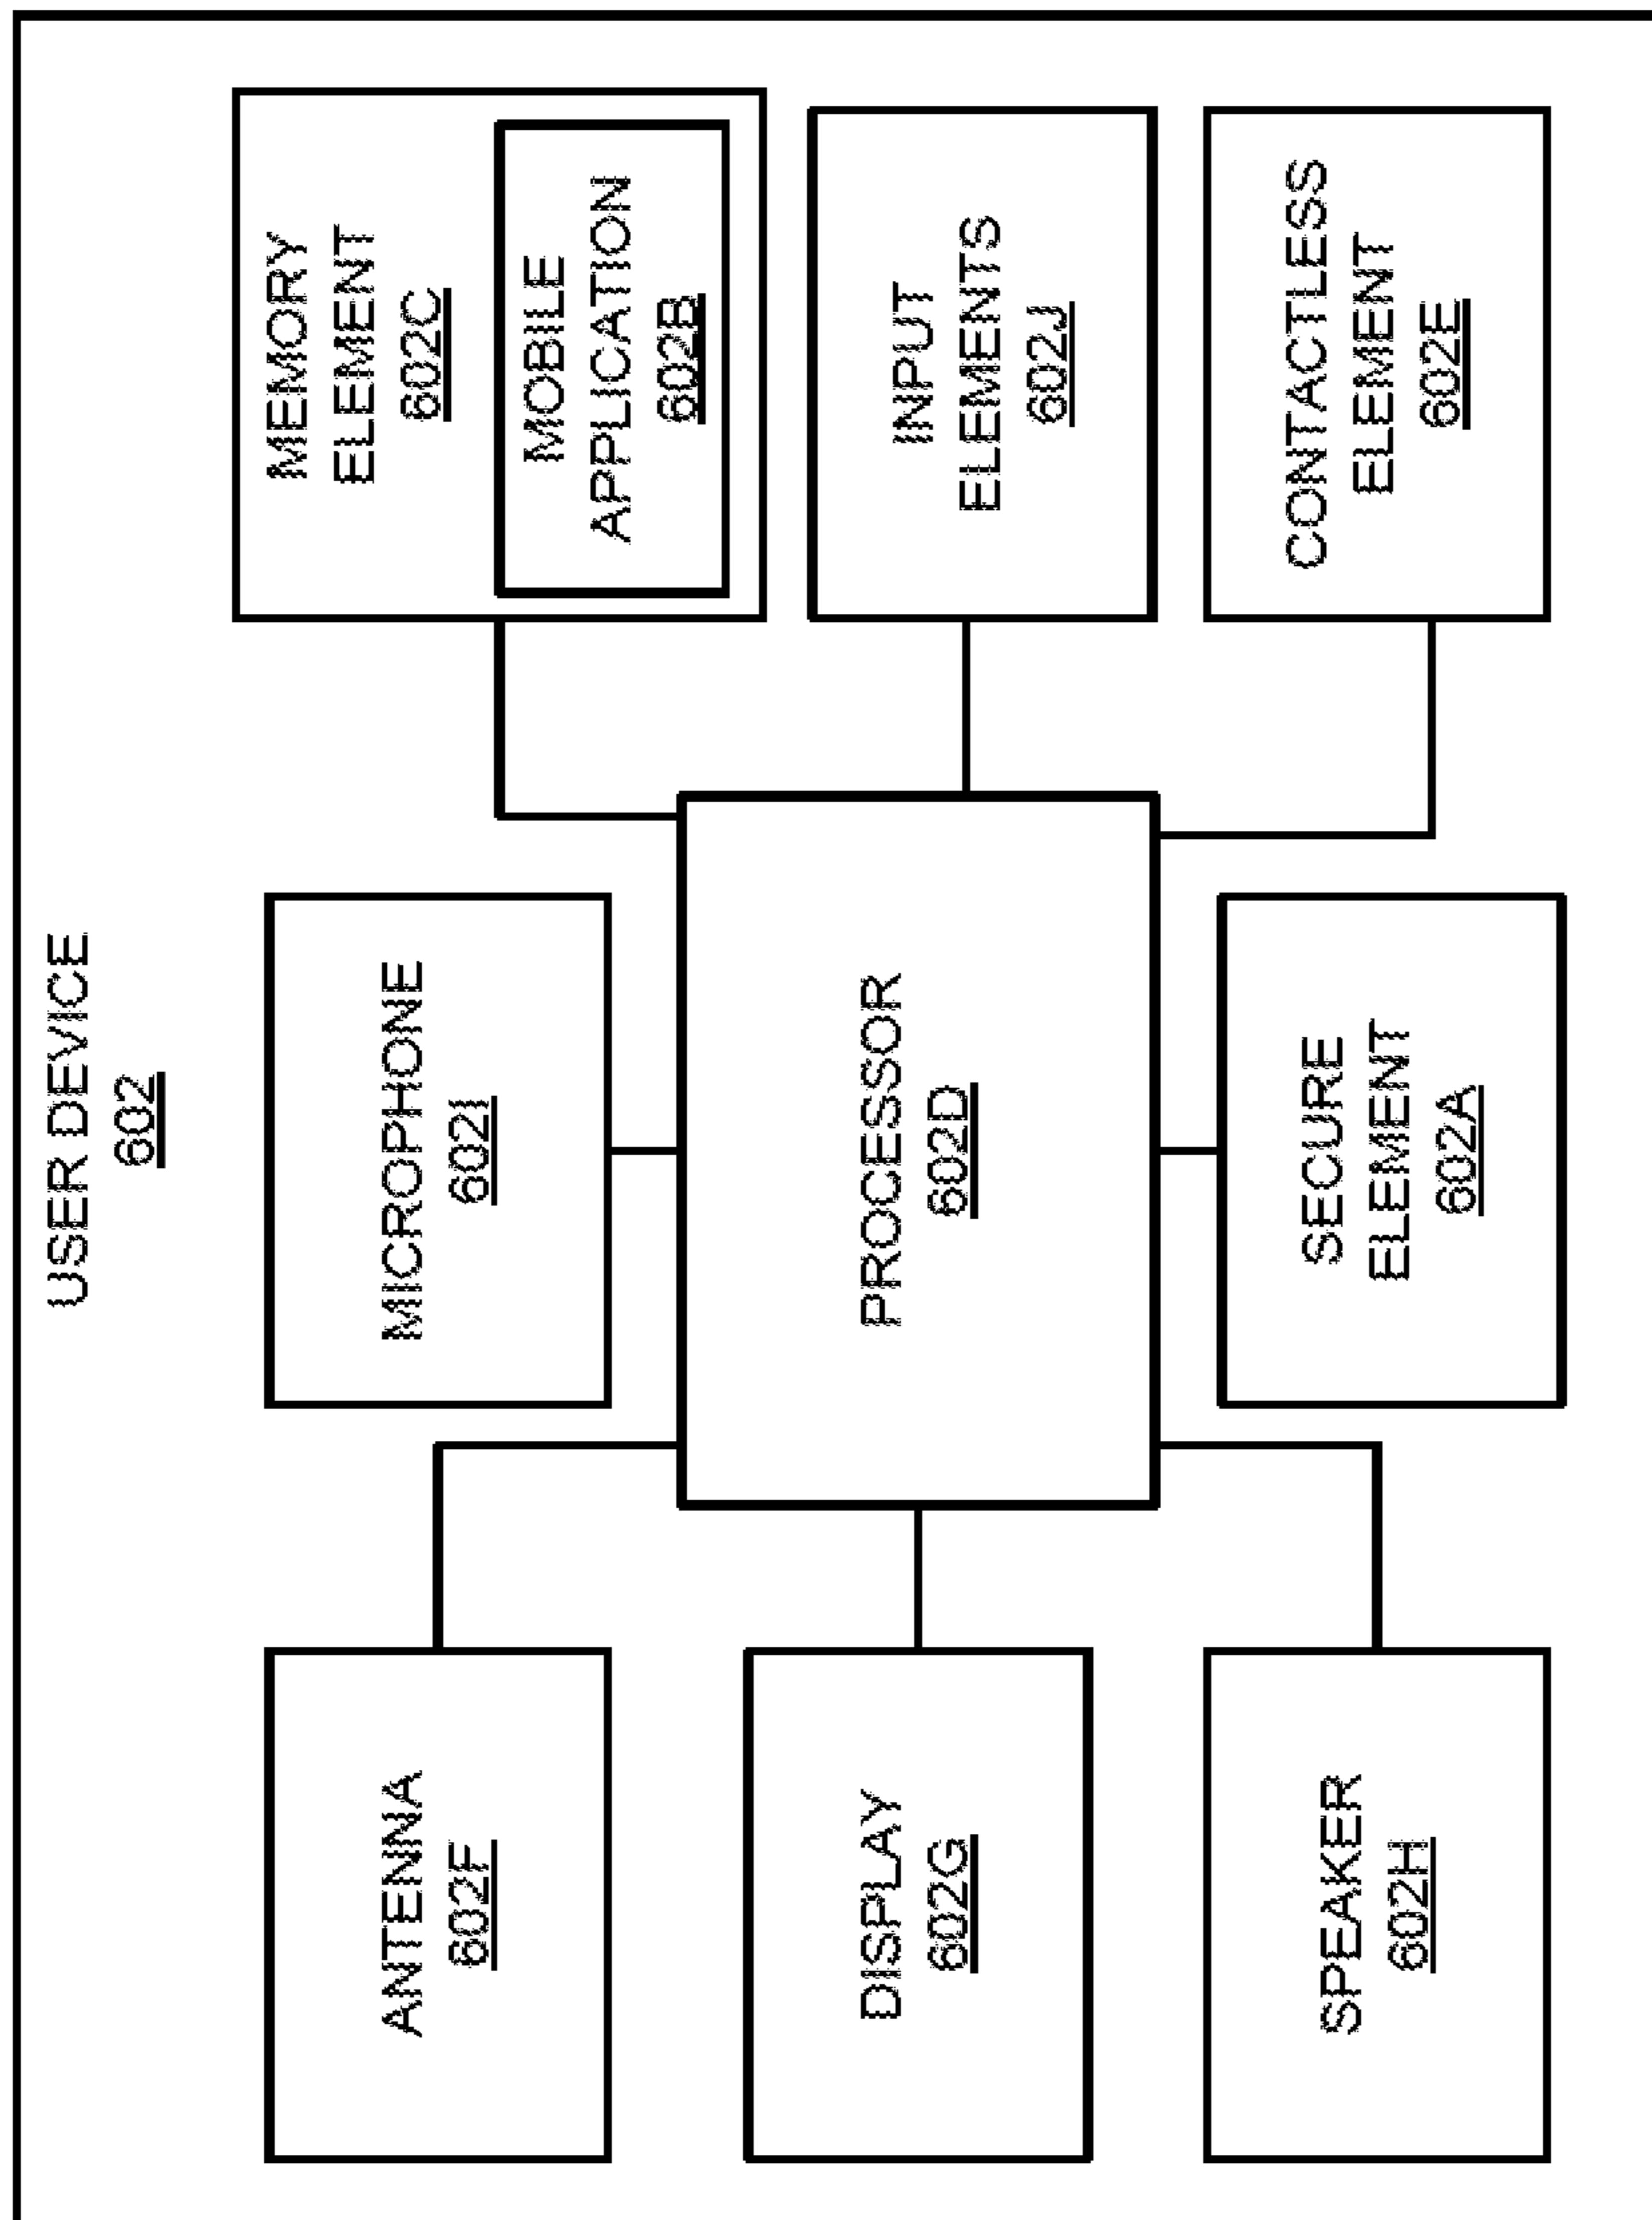 USER DEVICE
602
ANTENNA
602F
MICROPHONE
602I
MEMORY
ELEMENT
602C
MOBILE
APPLICATION
602B
DISPLAY
602G
PROCESSOR
602D
INPUT
ELEMENTS
602J
SPEAKER
602H
SECURE
ELEMENT
602A
CONTACTLESS
ELEMENT
602E